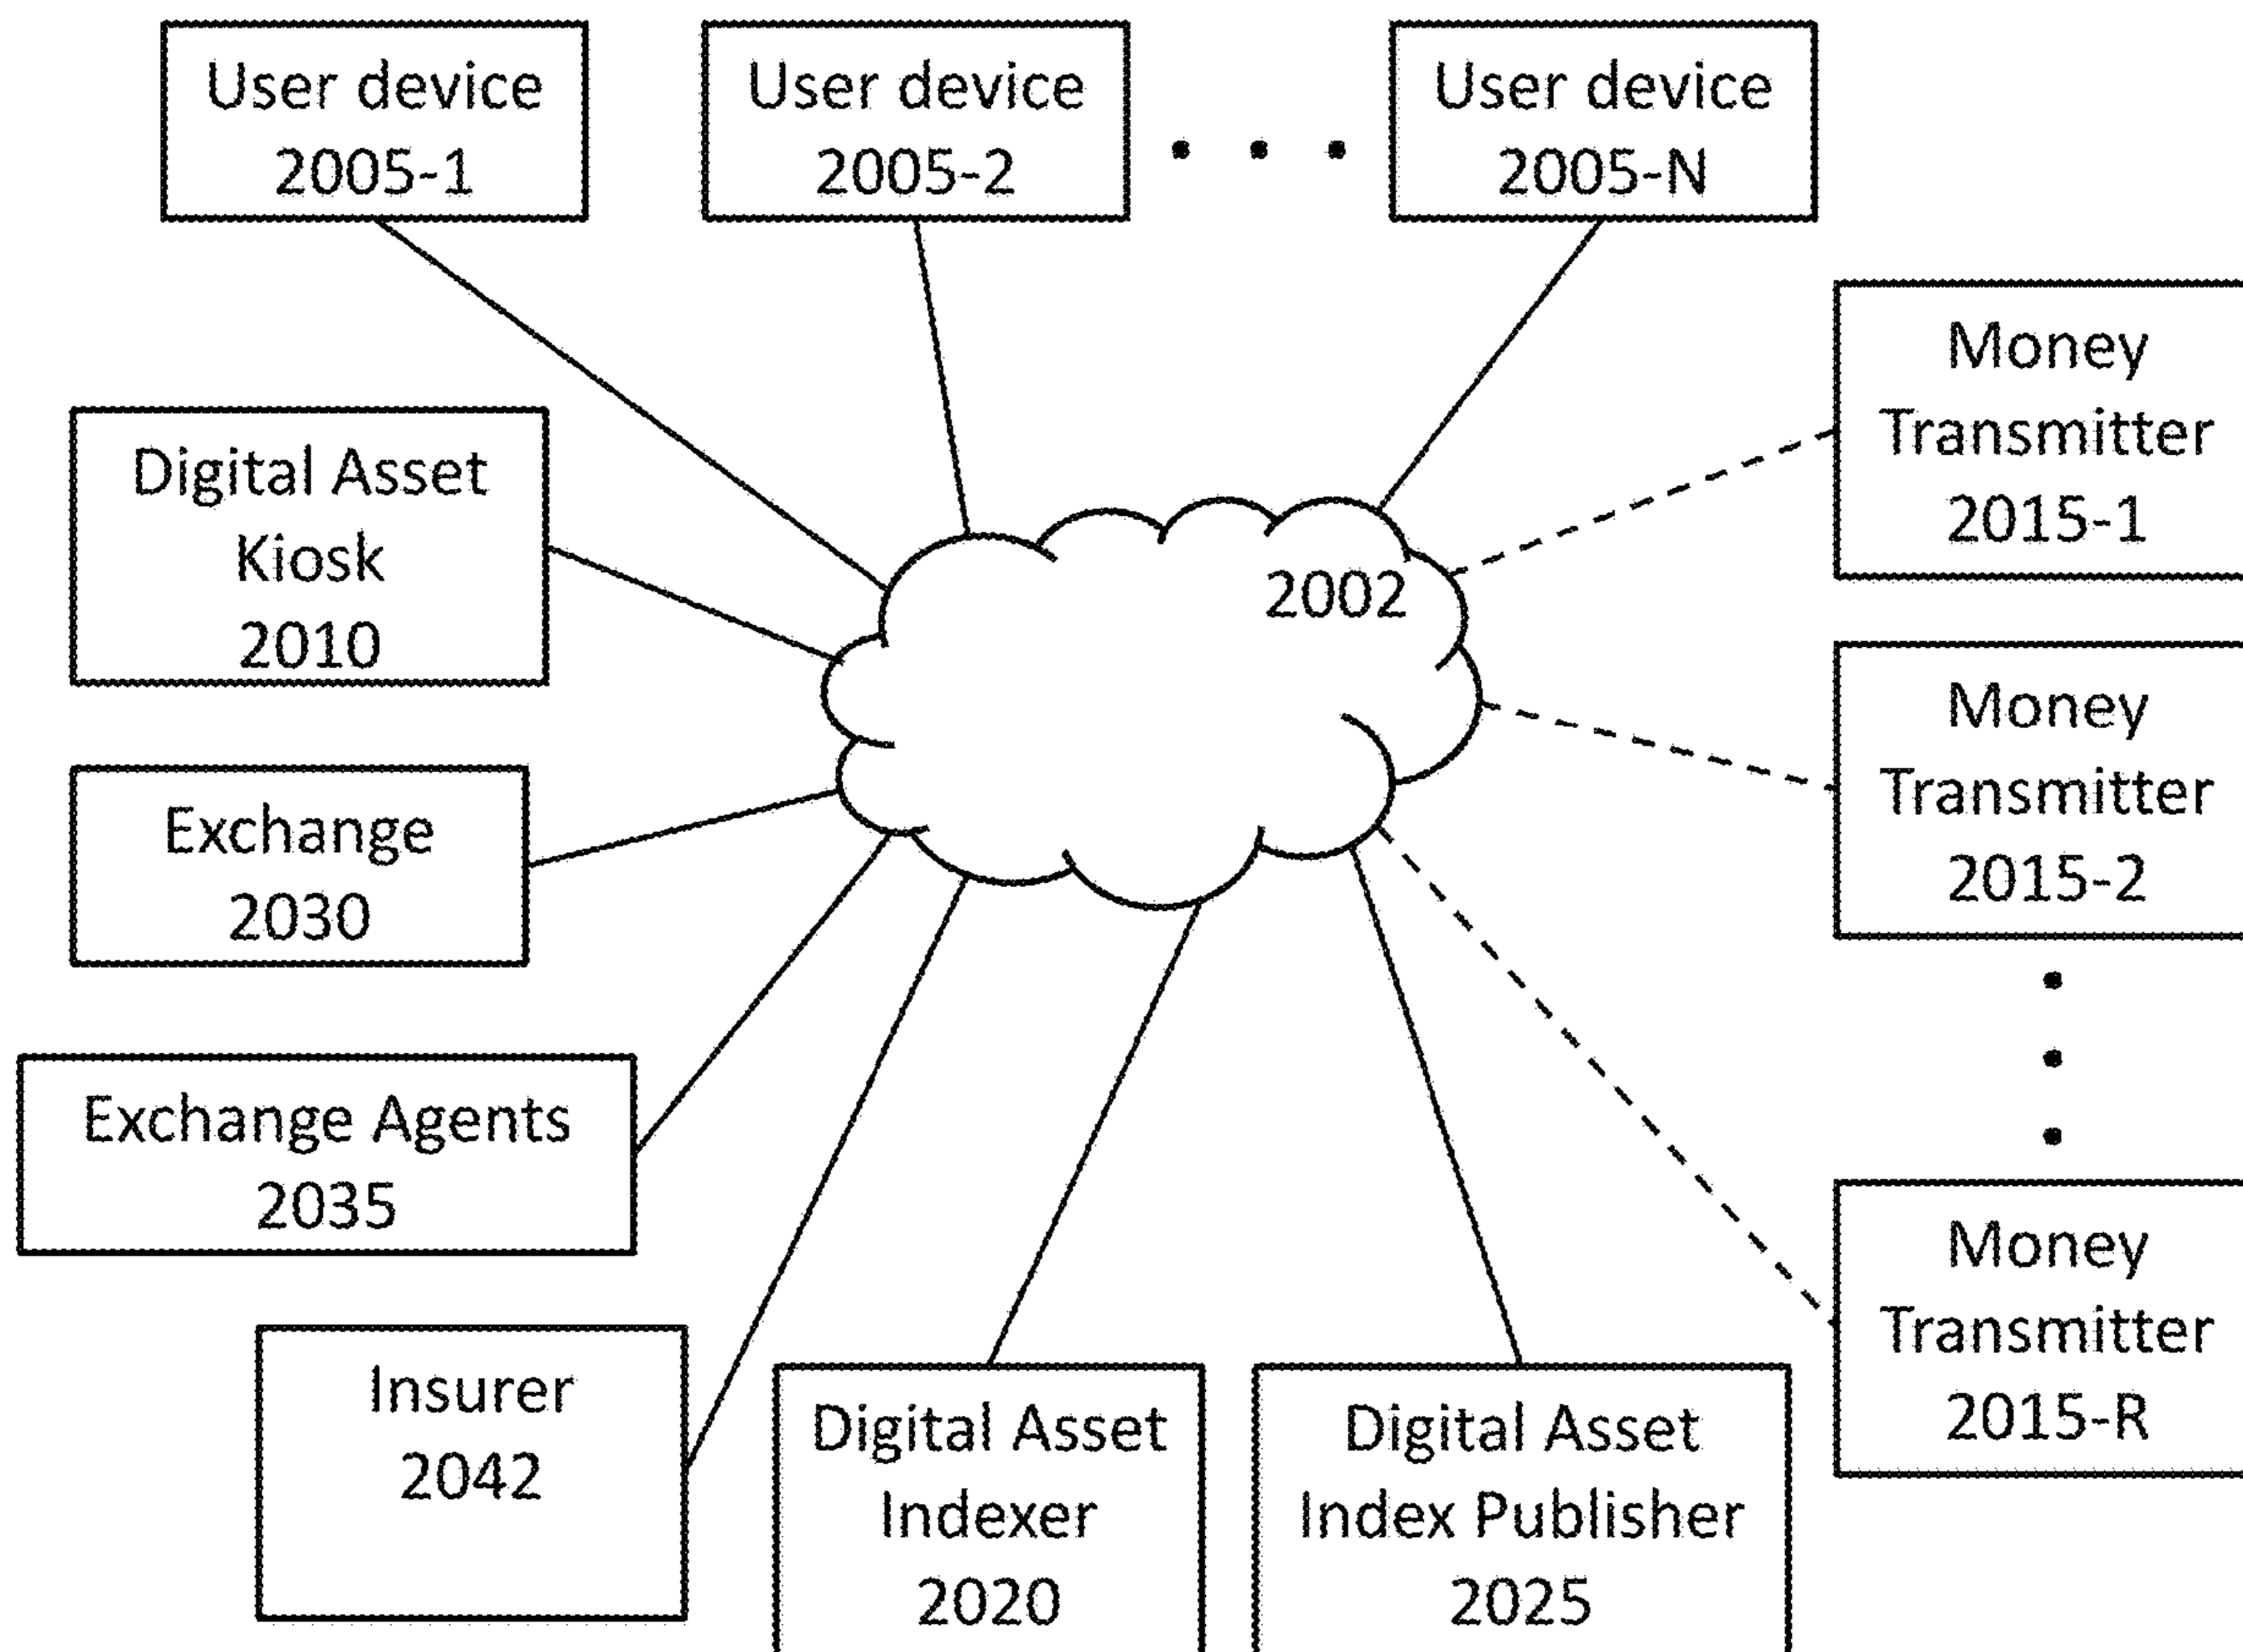 User device
2005-1
User device
2005-2
User device
2005-N
Money
Transmitter
2015-1
Digital Asset
Kiosk
2010
2002
Money
Transmitter
2015-2
Exchange
2030
Exchange Agents
2035
Money
Transmitter
2015-R
Insurer
2042
Digital Asset
Indexer
2020
Digital Asset
Index Publisher
2025